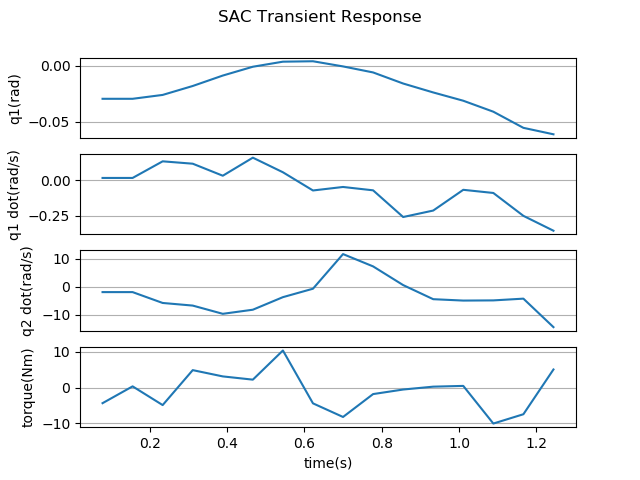 SAC Transient Response
q1(rad)
0.00
−0.05
q1 dot(rad/s)
0.00
−0.25
q2 dot(rad/s)
10
0
−10
torque(Nm)
10
0
−10
0.2 0.4 0.6 0.8 1.0 1.2
time(s)